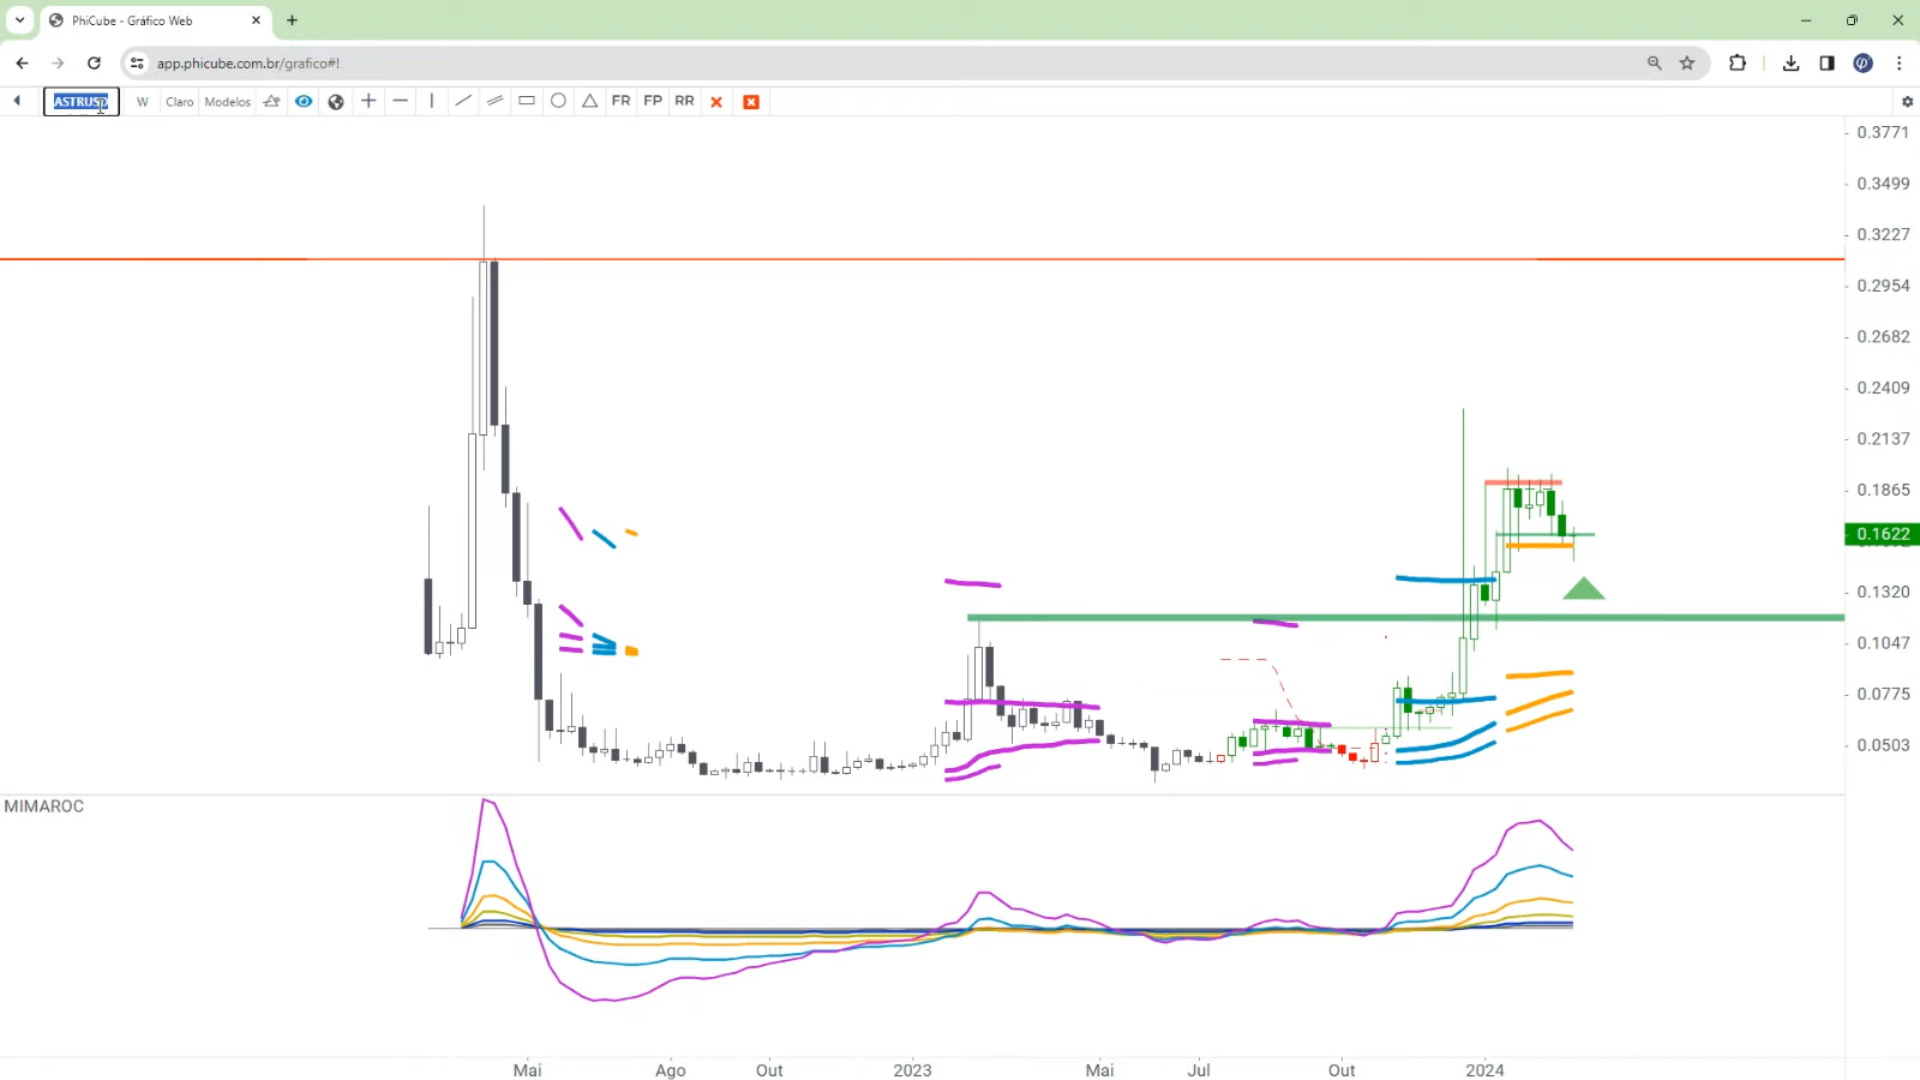 PhiCube - Gráfico Web
app.phicube.com.br/grafico#!
ASTRUSD W Claro Modelos FR FP RR
0.3771
0.3499
0.3227
0.2954
0.2682
0.2409
0.2137
0.1865
0.1622
0.1320
0.1047
0.0775
0.0503
MIMAROC
Mai Ago Out 2023 Mai Jul Out 2024